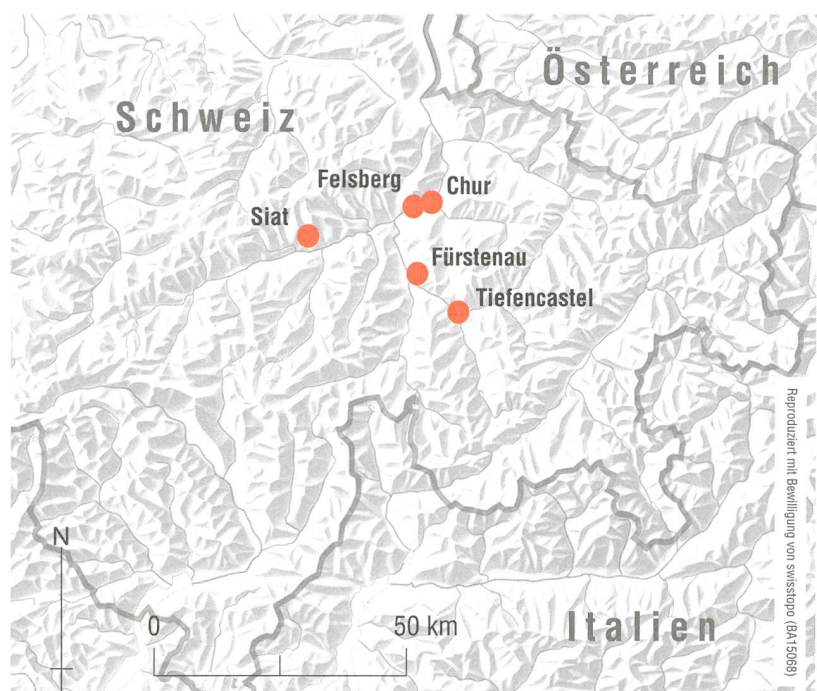 Österreich
Schweiz
Felsberg
Chur
Siat
Fürstenau
Tiefencastel
Reproduziert mit Bewilligung von swisstopo (BA15068)
N
0
50 km
Italien